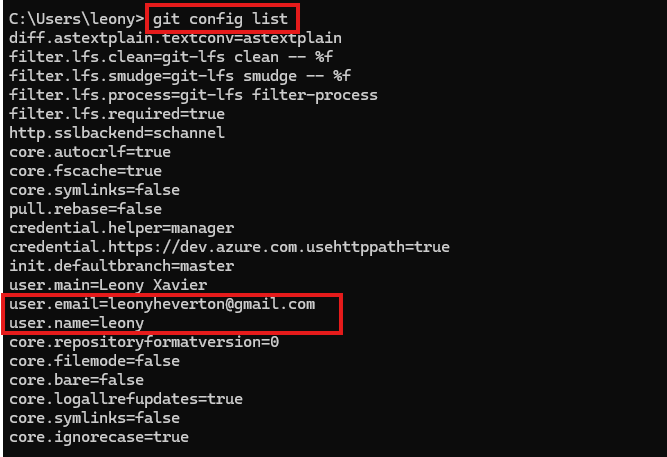 C:\Users\leony> git config list
diff.astextplain.textconv=astextplain
filter.lfs.clean=git-lfs clean -- %f
filter.lfs.smudge=git-lfs smudge -- %f
filter.lfs.process=git-lfs filter-process
filter.lfs.required=true
http.sslbackend=schannel
core.autocrlf=true
core.fscache=true
core.symlinks=false
pull.rebase=false
credential.helper=manager
credential.https://dev.azure.com.usehttppath=true
init.defaultbranch=master
user.main=Leony Xavier
user.email=leonyheverton@gmail.com
user.name=leony
core.repositoryformatversion=0
core.filemode=false
core.bare=false
core.logallrefupdates=true
core.symlinks=false
core.ignorecase=true